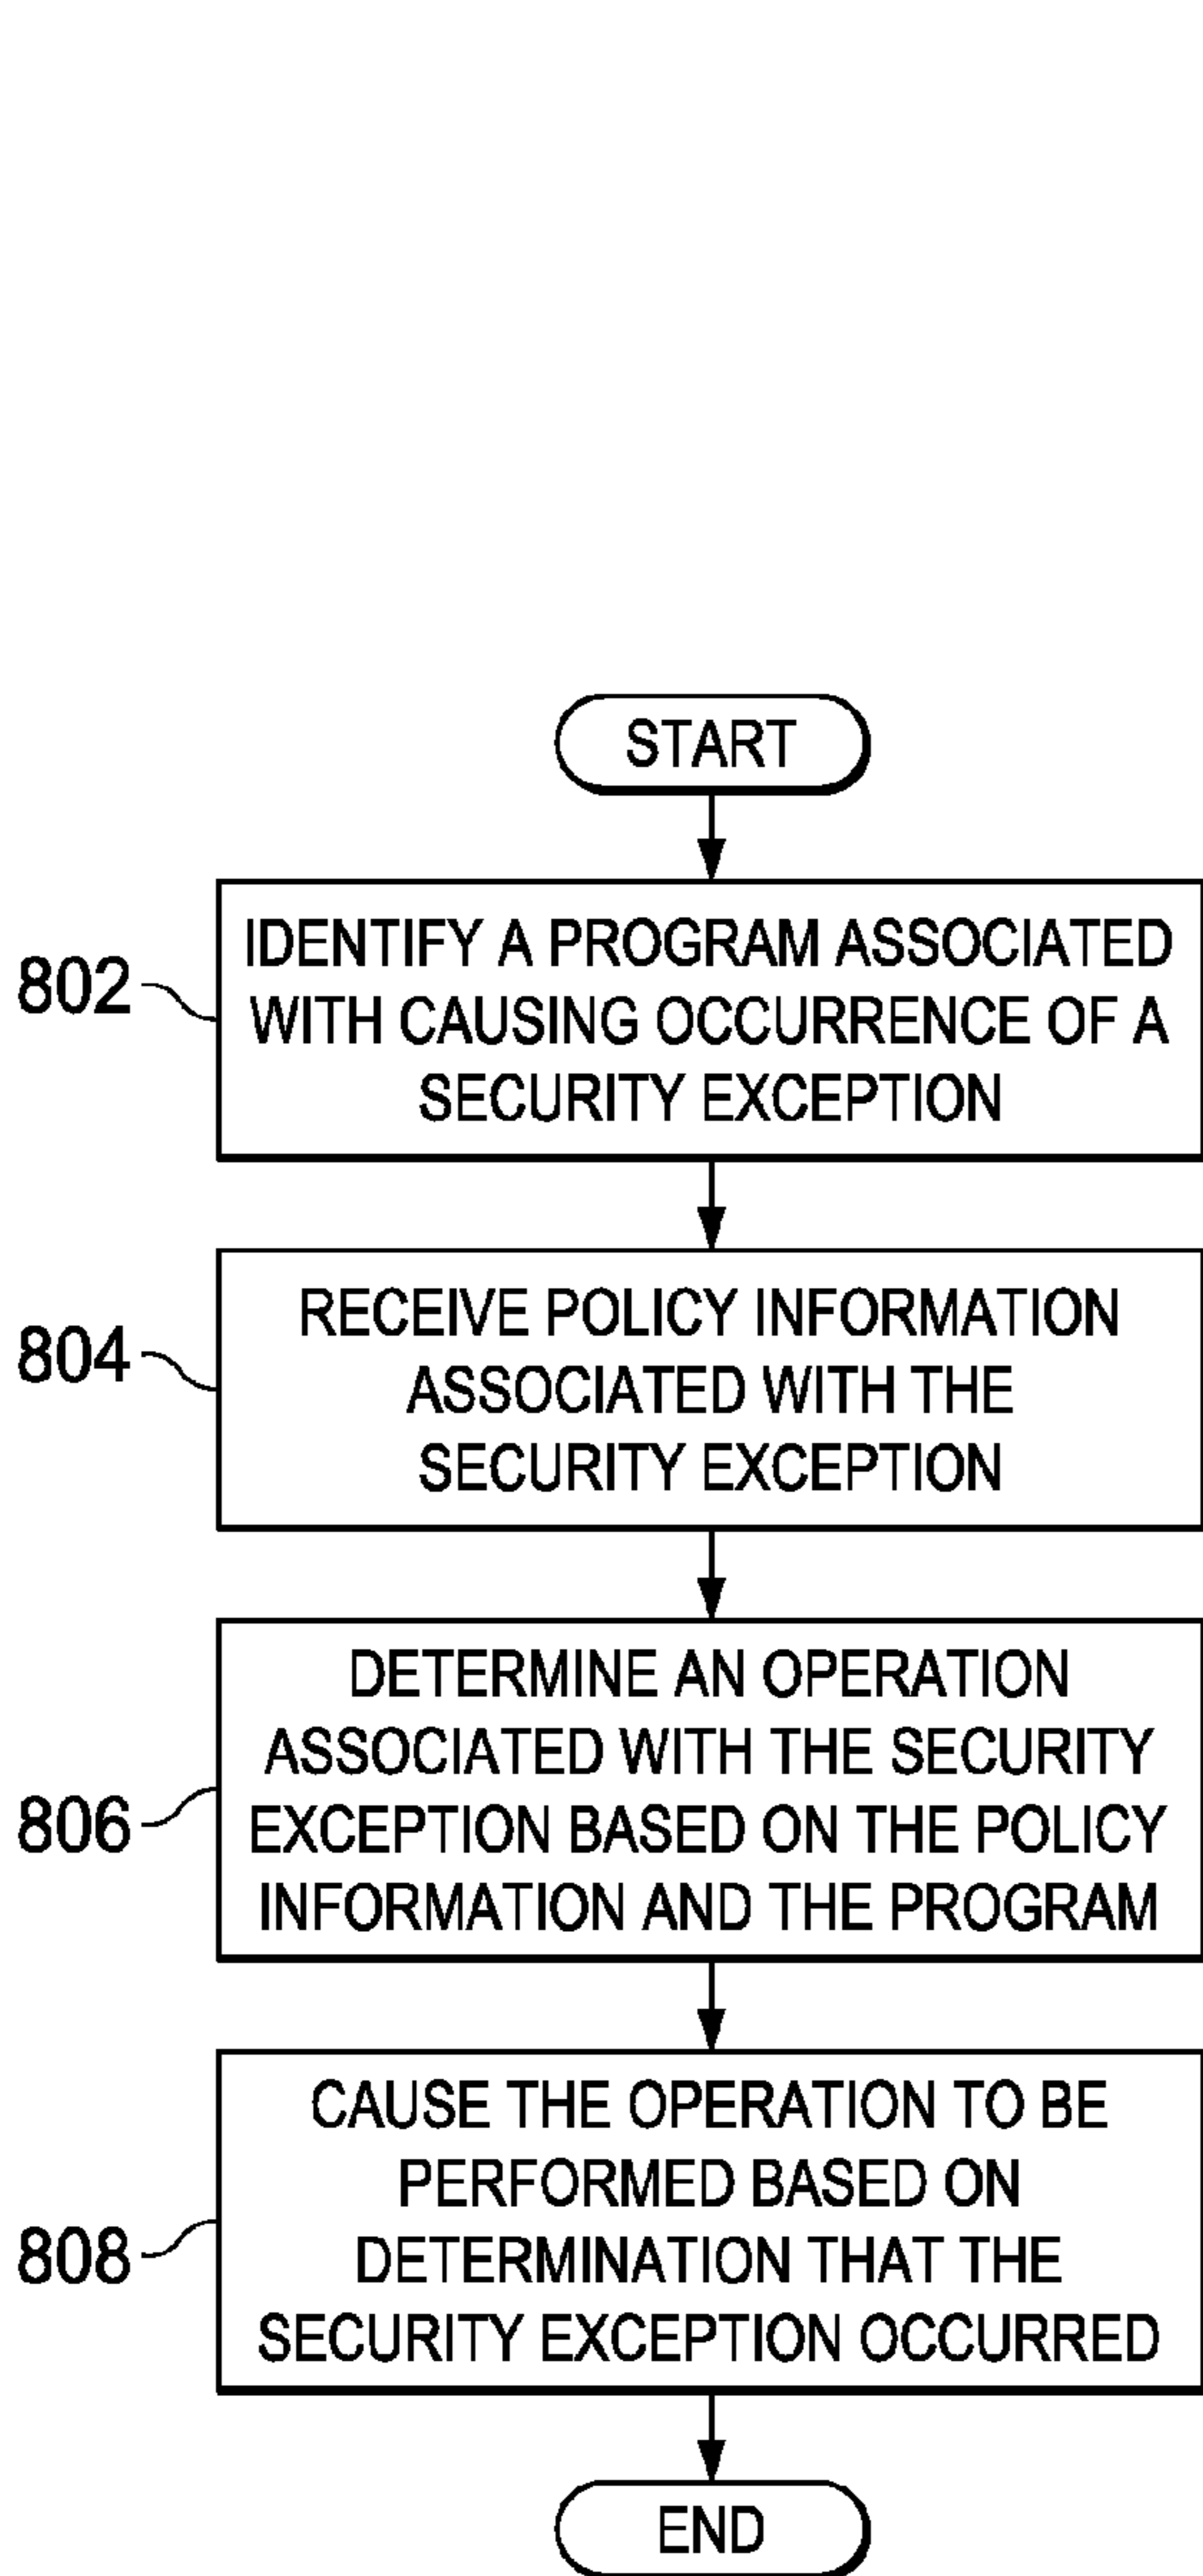 START
802
IDENTIFY A PROGRAM ASSOCIATED
WITH CAUSING OCCURRENCE OF A
SECURITY EXCEPTION
804
RECEIVE POLICY INFORMATION
ASSOCIATED WITH THE
SECURITY EXCEPTION
806
DETERMINE AN OPERATION
ASSOCIATED WITH THE SECURITY
EXCEPTION BASED ON THE POLICY
INFORMATION AND THE PROGRAM
808
CAUSE THE OPERATION TO BE
PERFORMED BASED ON
DETERMINATION THAT THE
SECURITY EXCEPTION OCCURRED
END